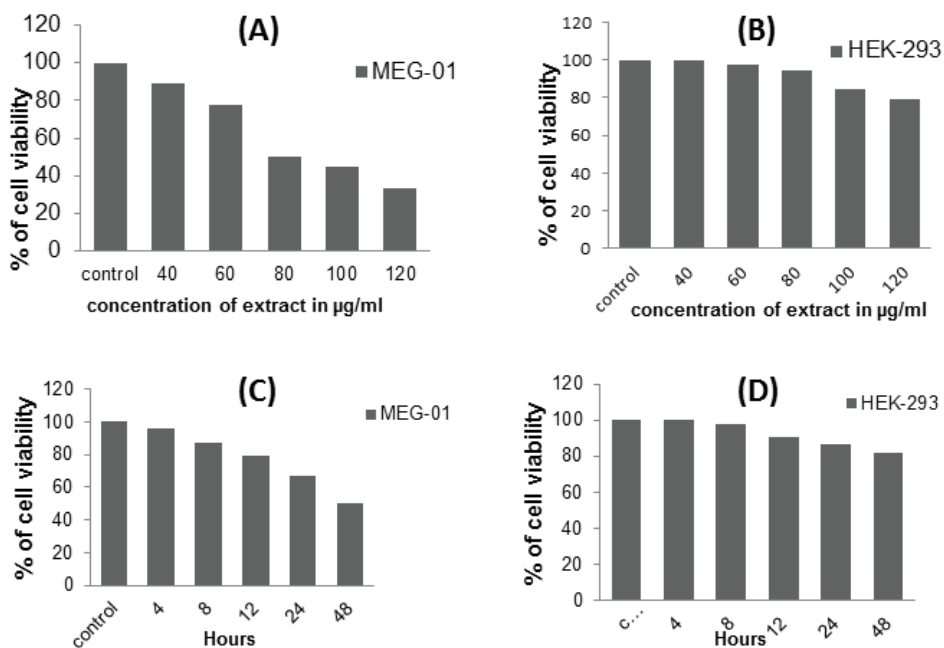 (A)
MEG-01
% of cell viability
120
100
80
60
40
20
0
control 40 60 80 100 120
concentration of extract in µg/ml
(B)
HEK-293
% of cell viability
120
100
80
60
40
20
0
control 40 60 80 100 120
concentration of extract in µg/ml
(C)
MEG-01
% of cell viability
120
100
80
60
40
20
0
control 4 8 12 24 48
Hours
(D)
HEK-293
% of cell viability
120
100
80
60
40
20
0
c... 4 8 12 24 48
Hours